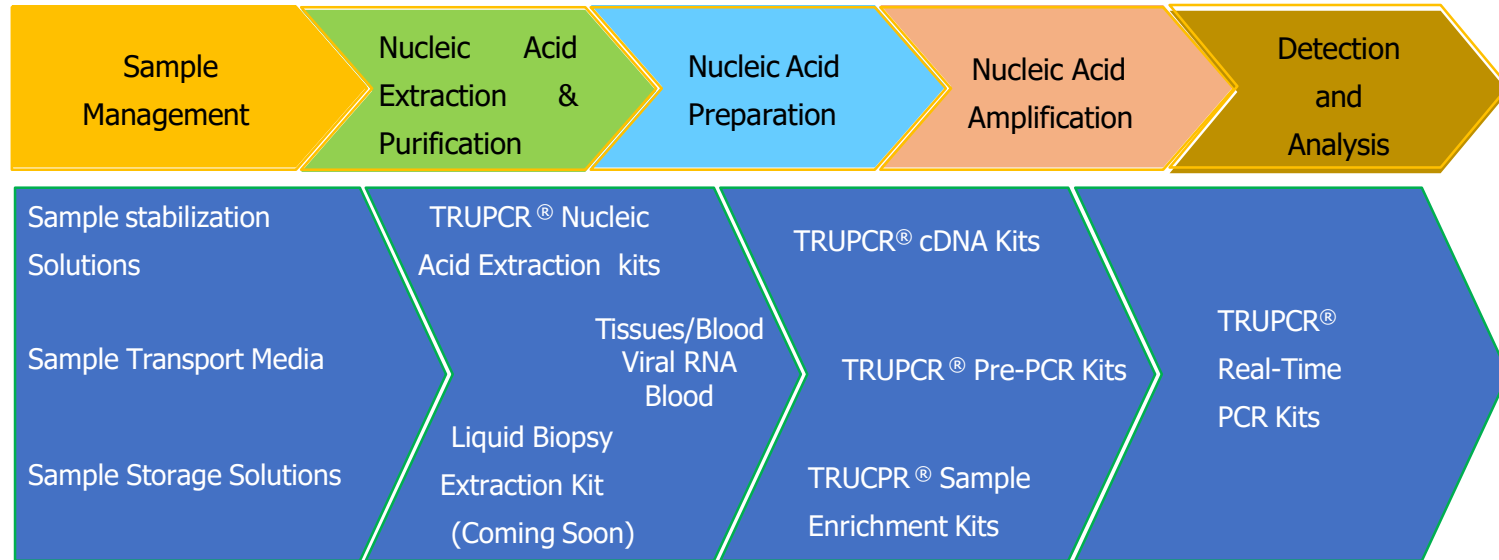 Sample
Management
Nucleic Acid
Extraction &
Purification
Nucleic Acid
Preparation
Nucleic Acid
Amplification
Detection
and
Analysis
Sample stabilization
Solutions
Sample Transport Media
Sample Storage Solutions
TRUPCR® Nucleic
Acid Extraction kits
Tissues/Blood
Viral RNA
Blood
Liquid Biopsy
Extraction Kit
(Coming Soon)
TRUPCR® cDNA Kits
TRUPCR® Pre-PCR Kits
TRUCPR® Sample
Enrichment Kits
TRUPCR®
Real-Time
PCR Kits